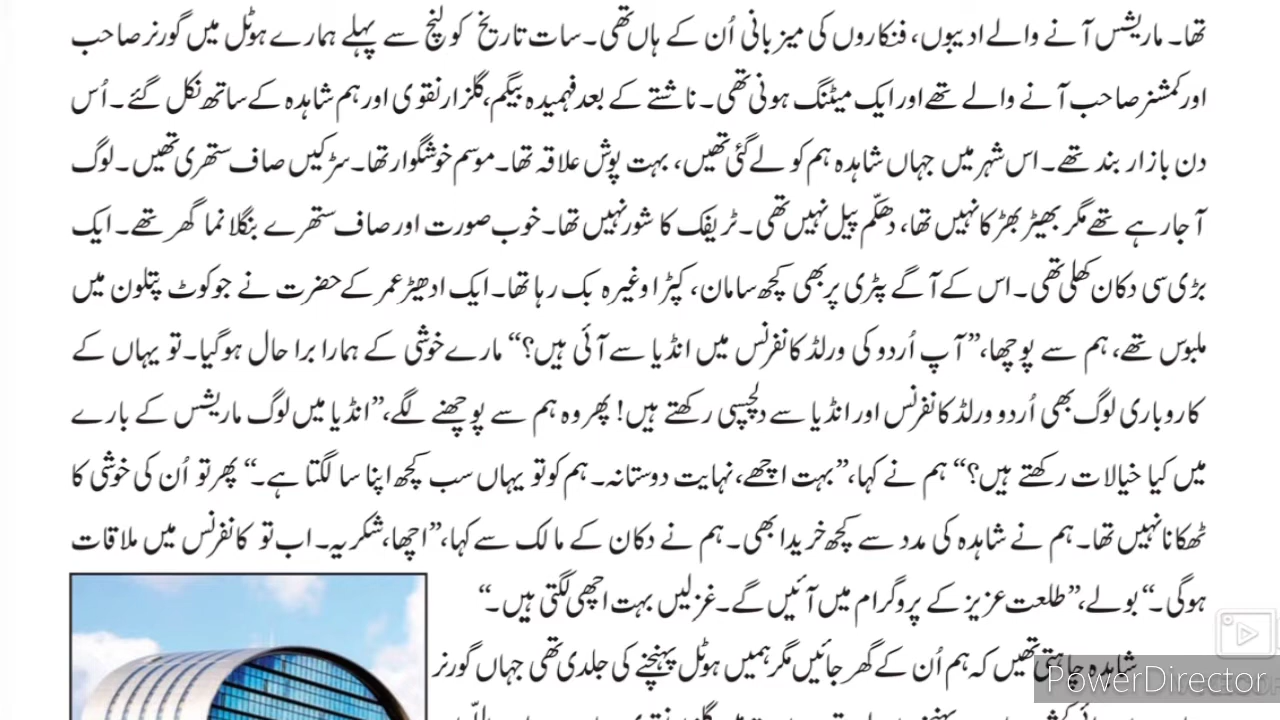 تھا۔ ماریشس آنے والے ادیبوں، فنکاروں کی میزبانی اُن کے ہاں تھی۔ سات تاریخ کو لنچ سے پہلے ہمارے ہوٹل میں گورنر صاحب
اور کمشنر صاحب آنے والے تھے اور ایک میٹنگ ہونی تھی۔ ناشتے کے بعد فہمیدہ بیگم، گلزار نقوی اور ہم شاہدہ کے ساتھ نکل گئے۔ اُس
دن بازار بند تھے۔ اس شہر میں جہاں شاہدہ ہم کو لے گئی تھیں، بہت پوش علاقہ تھا۔ موسم خوشگوار تھا۔ سڑکیں صاف ستھری تھیں۔ لوگ
آ جا رہے تھے مگر بھیڑ بھڑکا نہیں تھا، دھکّم پیل نہیں تھی۔ ٹریفک کا شور نہیں تھا۔ خوب صورت اور صاف ستھرے بنگلا نما گھر تھے۔ ایک
بڑی سی دکان کھلی تھی۔ اس کے آگے پٹری پر بھی کچھ سامان، کپڑا وغیرہ بک رہا تھا۔ ایک ادھیڑ عمر کے حضرت نے جو کوٹ پتلون میں
ملبوس تھے، ہم سے پوچھا، ”آپ اُردو کی ورلڈ کانفرنس میں انڈیا سے آئی ہیں؟“ مارے خوشی کے ہمارا برا حال ہوگیا۔ تو یہاں کے
کاروباری لوگ بھی اُردو ورلڈ کانفرنس اور انڈیا سے دلچسپی رکھتے ہیں! پھر وہ ہم سے پوچھنے لگے، ”انڈیا میں لوگ ماریشس کے بارے
میں کیا خیالات رکھتے ہیں؟“ ہم نے کہا، ”بہت اچھے، نہایت دوستانہ۔ ہم کو تو یہاں سب کچھ اپنا سا لگتا ہے۔“ پھر تو اُن کی خوشی کا
ٹھکانا نہیں تھا۔ ہم نے شاہدہ کی مدد سے کچھ خریدا بھی۔ ہم نے دکان کے مالک سے کہا، ”اچھا، شکریہ۔ اب تو کانفرنس میں ملاقات
ہوگی۔“ بولے، ”طلعت عزیز کے پروگرام میں آئیں گے۔ غزلیں بہت اچھی لگتی ہیں۔“
شاہدہ چاہتی تھیں کہ ہم اُن کے گھر جائیں مگر ہمیں ہوٹل پہنچنے کی جلدی تھی جہاں گورنر
PowerDirector